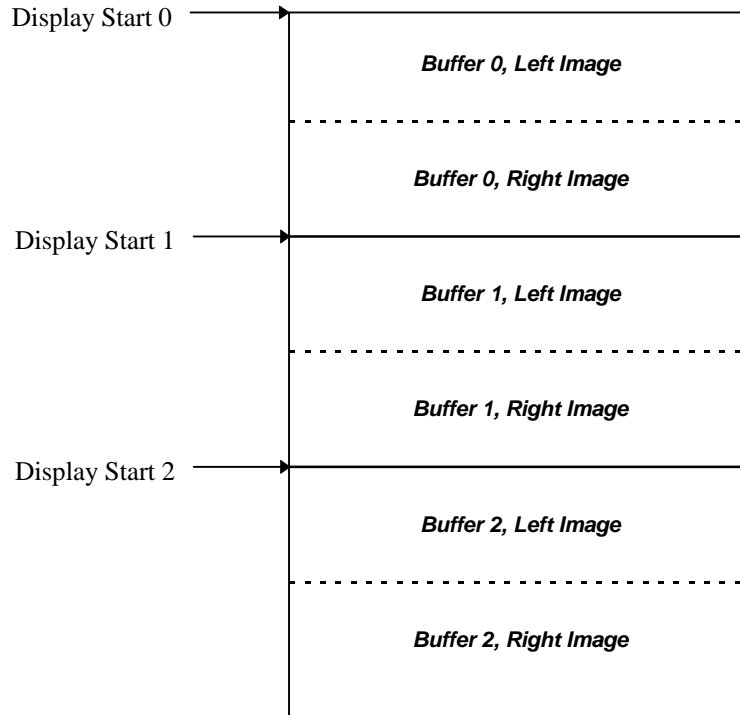 Display Start 0
Buffer 0, Left Image
Buffer 0, Right Image
Display Start 1
Buffer 1, Left Image
Buffer 1, Right Image
Display Start 2
Buffer 2, Left Image
Buffer 2, Right Image